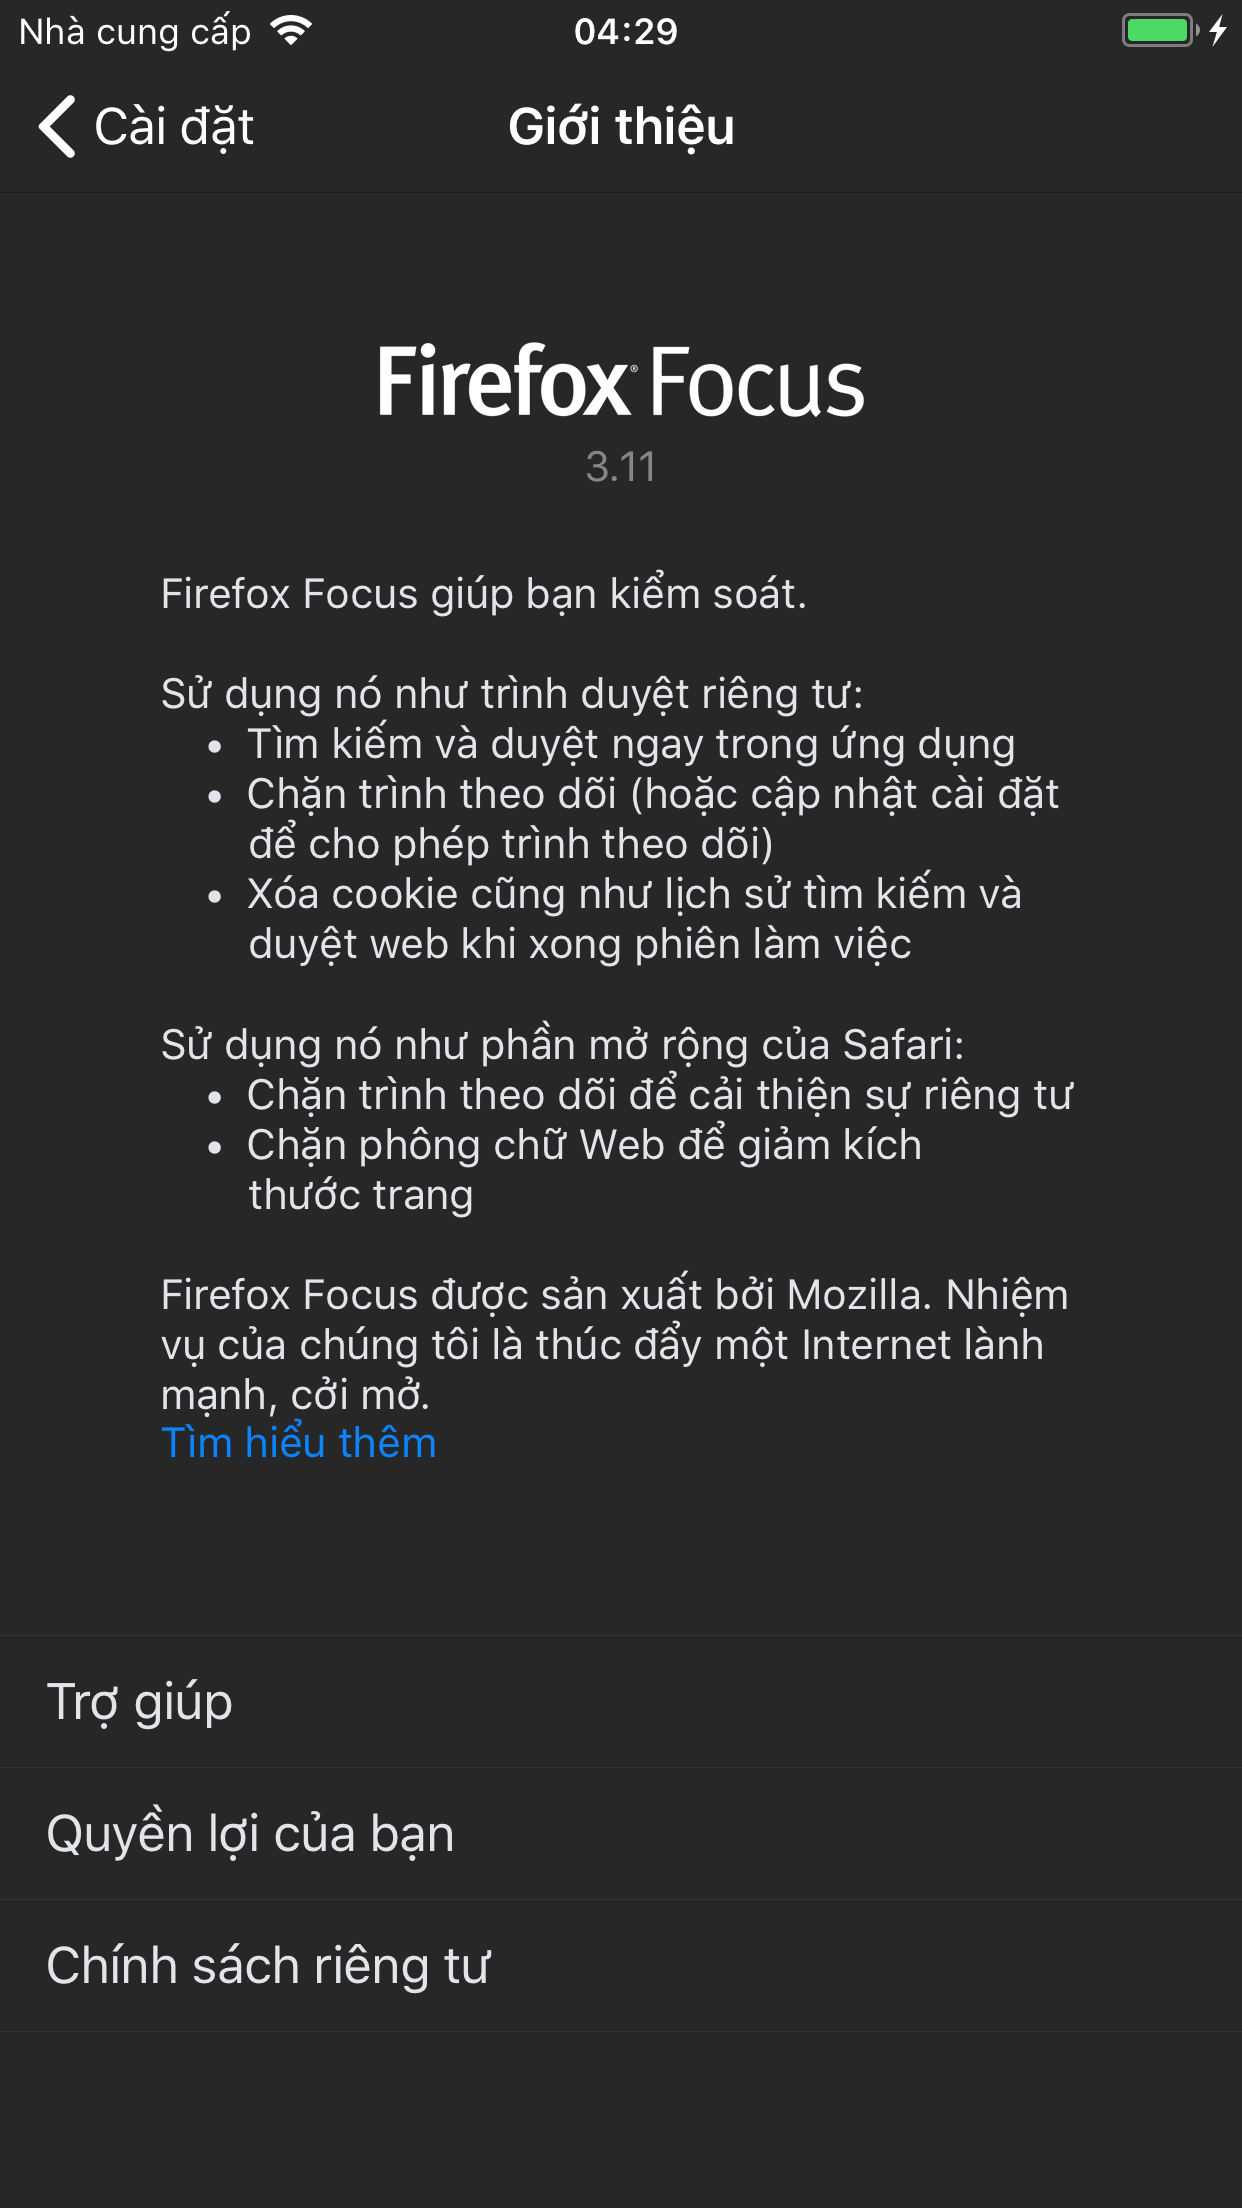 Nhà cung cấp 04:29
Cài đặt Giới thiệu
Firefox® Focus
3.11
Firefox Focus giúp bạn kiểm soát.
Sử dụng nó như trình duyệt riêng tư:
• Tìm kiếm và duyệt ngay trong ứng dụng
• Chặn trình theo dõi (hoặc cập nhật cài đặt
để cho phép trình theo dõi)
• Xóa cookie cũng như lịch sử tìm kiếm và
duyệt web khi xong phiên làm việc
Sử dụng nó như phần mở rộng của Safari:
• Chặn trình theo dõi để cải thiện sự riêng tư
• Chặn phông chữ Web để giảm kích
thước trang
Firefox Focus được sản xuất bởi Mozilla. Nhiệm
vụ của chúng tôi là thúc đẩy một Internet lành
mạnh, cởi mở.
Tìm hiểu thêm
Trợ giúp
Quyền lợi của bạn
Chính sách riêng tư